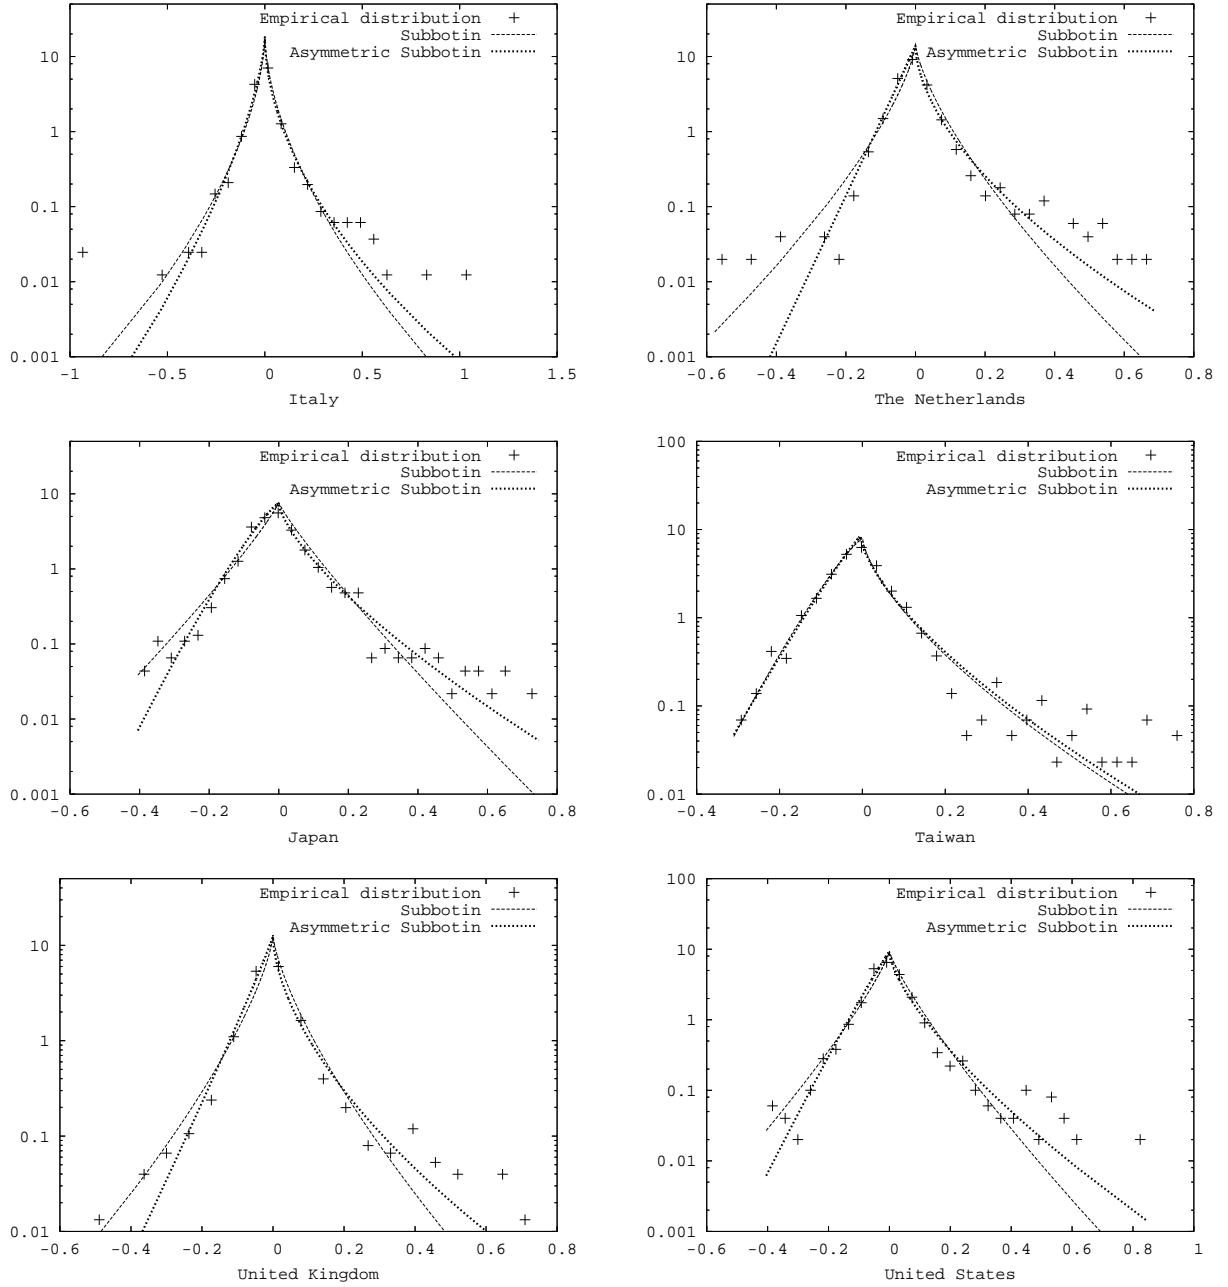 Empirical distribution
Subbotin
Asymmetric Subbotin
10
1
0.1
0.01
0.001
-1 -0.5 0 0.5 1 1.5
Italy
Empirical distribution
Subbotin
Asymmetric Subbotin
10
1
0.1
0.01
0.001
-0.6 -0.4 -0.2 0 0.2 0.4 0.6 0.8
The Netherlands
Empirical distribution
Subbotin
Asymmetric Subbotin
10
1
0.1
0.01
0.001
-0.6 -0.4 -0.2 0 0.2 0.4 0.6 0.8
Japan
100
Empirical distribution
Subbotin
Asymmetric Subbotin
10
1
0.1
0.01
-0.4 -0.2 0 0.2 0.4 0.6 0.8
Taiwan
Empirical distribution
Subbotin
Asymmetric Subbotin
10
1
0.1
0.01
-0.6 -0.4 -0.2 0 0.2 0.4 0.6 0.8
United Kingdom
100
Empirical distribution
Subbotin
Asymmetric Subbotin
10
1
0.1
0.01
0.001
-0.6 -0.4 -0.2 0 0.2 0.4 0.6 0.8 1
United States